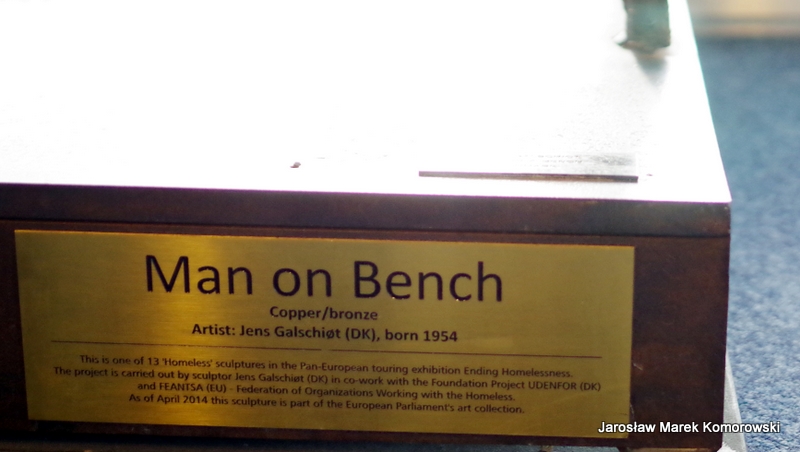 Man on Bench
Copper/bronze
Artist: Jens Galschiøt (DK), born 1954
This is one of 13 'Homeless' sculptures in the Pan-European touring exhibition Ending Homelessness.
The project is carried out by sculptor Jens Galschiøt (DK) in co-work with the Foundation Project UDENFOR (DK)
and FEANTSA (EU) - Federation of Organizations Working with the Homeless.
As of April 2014 this sculpture is part of the European Parliament's art collection.
Jarosław Marek Komorowski